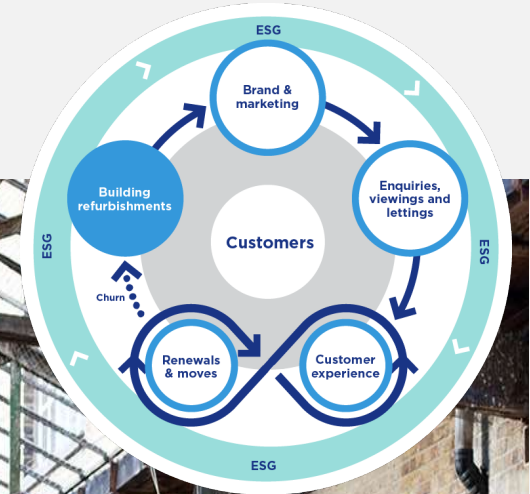 ESG
Brand &
marketing
Building
refurbishments
Enquiries,
viewings and
lettings
Customers
ESG
ESG
Churn
Renewals
& moves
Customer
experience
ESG